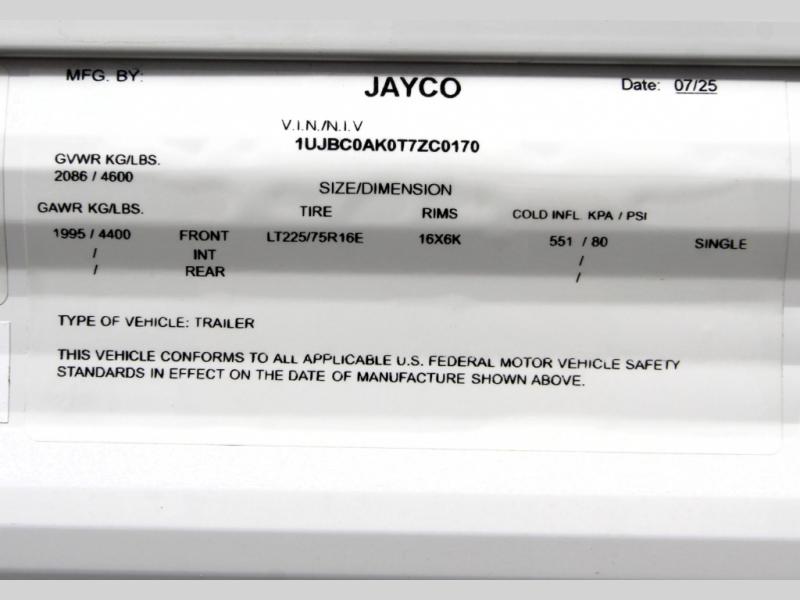 MFG. BY: JAYCO Date: 07/25
V.I.N./N.I.V
1UJBC0AK0T7ZC0170
GVWR KG/LBS.
2086 / 4600
SIZE/DIMENSION
GAWR KG/LBS. TIRE RIMS COLD INFL. KPA / PSI
1995 / 4400 FRONT LT225/75R16E 16X6K 551 / 80 SINGLE
/ INT /
/ REAR /
TYPE OF VEHICLE: TRAILER
THIS VEHICLE CONFORMS TO ALL APPLICABLE U.S. FEDERAL MOTOR VEHICLE SAFETY
STANDARDS IN EFFECT ON THE DATE OF MANUFACTURE SHOWN ABOVE.